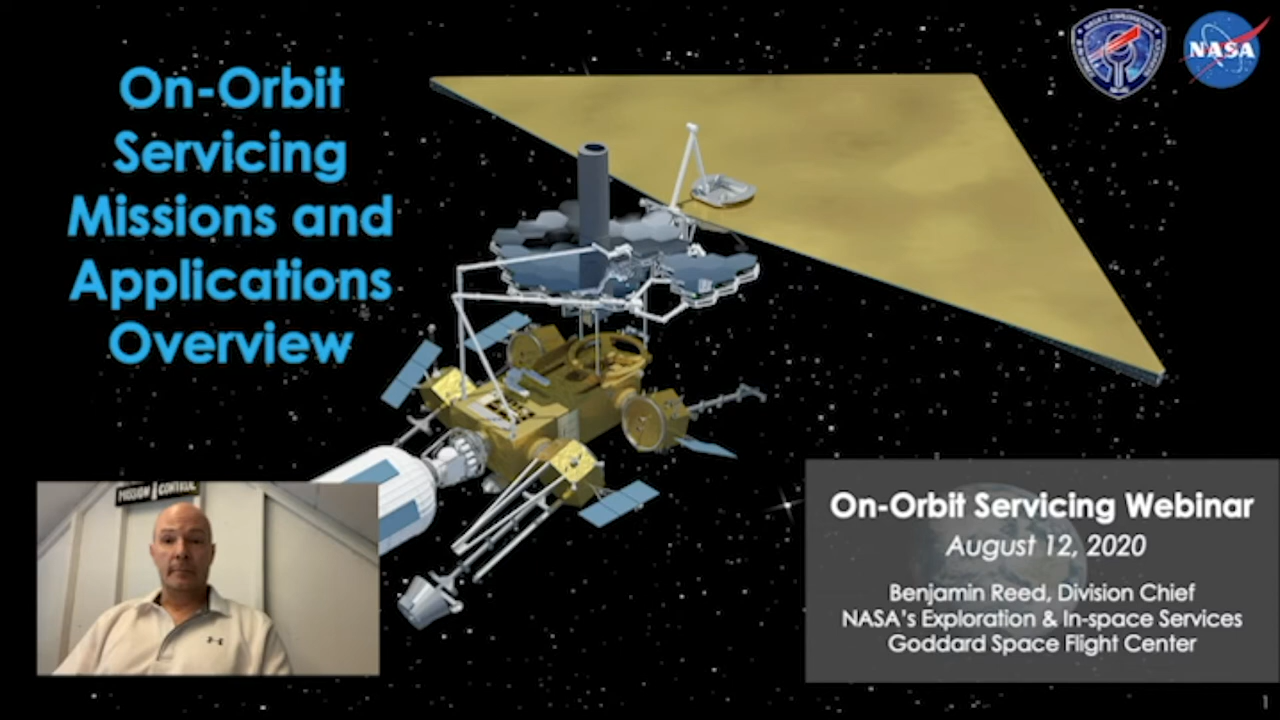 On-Orbit
Servicing
Missions and
Applications
Overview
NASA
MISSION CONTROL
On-Orbit Servicing Webinar
August 12, 2020
Benjamin Reed, Division Chief
NASA's Exploration & In-space Services
Goddard Space Flight Center
1